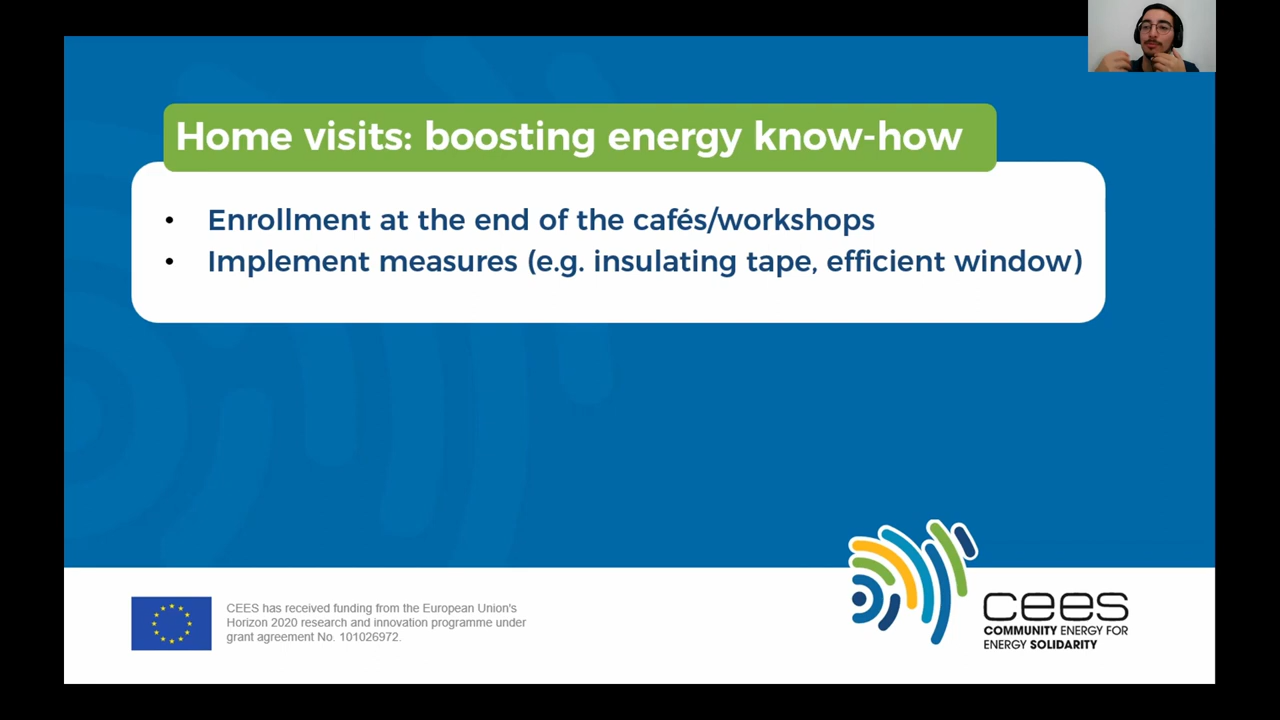 Home visits: boosting energy know-how
• Enrollment at the end of the cafés/workshops
• Implement measures (e.g. insulating tape, efficient window)
CEES has received funding from the European Union's
Horizon 2020 research and innovation programme under
grant agreement No. 101026972.
cees
COMMUNITY ENERGY FOR
ENERGY SOLIDARITY